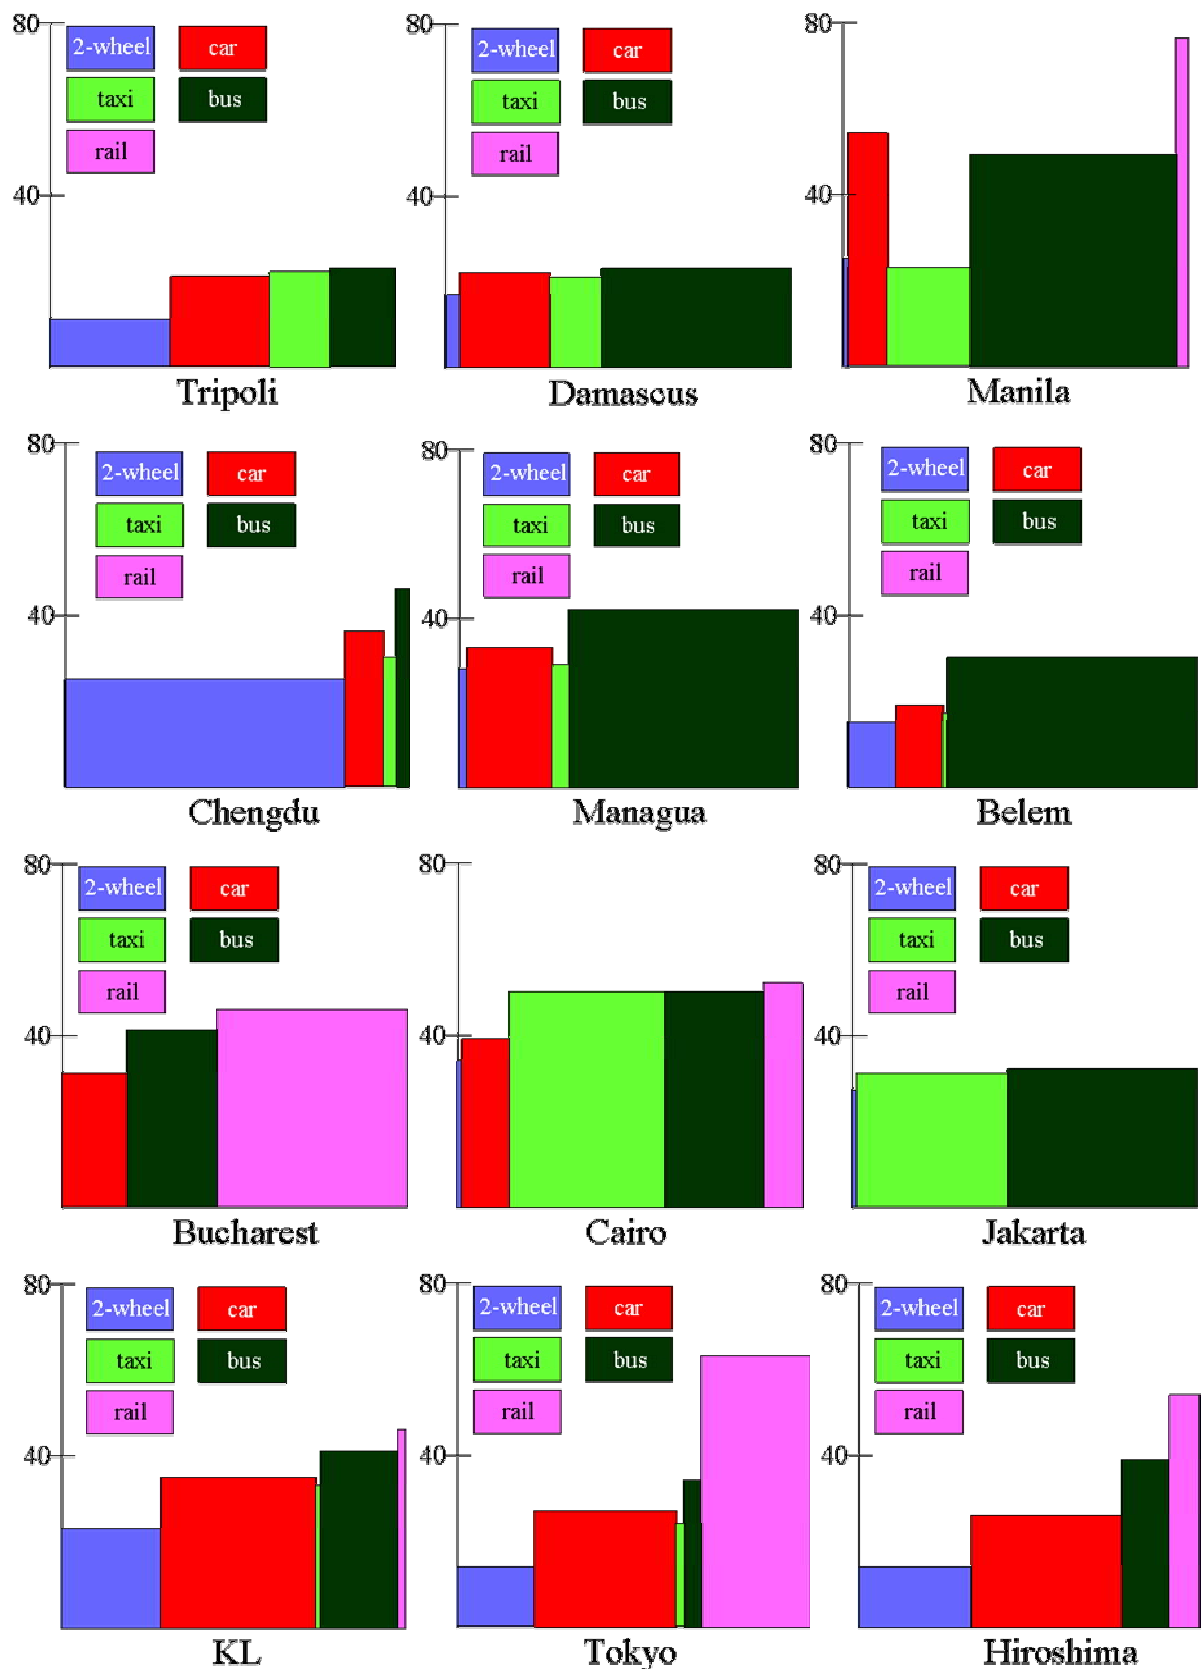 80
2-wheel car
taxi bus
rail
40
Tripoli
80
2-wheel car
taxi bus
rail
40
Damascus
80
40
Manila
80
2-wheel car
taxi bus
rail
40
Chengdu
80
2-wheel car
taxi bus
rail
40
Managua
80
2-wheel car
taxi bus
rail
40
Belem
80
2-wheel car
taxi bus
rail
40
Bucharest
80
40
Cairo
80
2-wheel car
taxi bus
rail
40
Jakarta
80
2-wheel car
taxi bus
rail
40
KL
80
2-wheel car
taxi bus
rail
40
Tokyo
80
2-wheel car
taxi bus
rail
40
Hiroshima